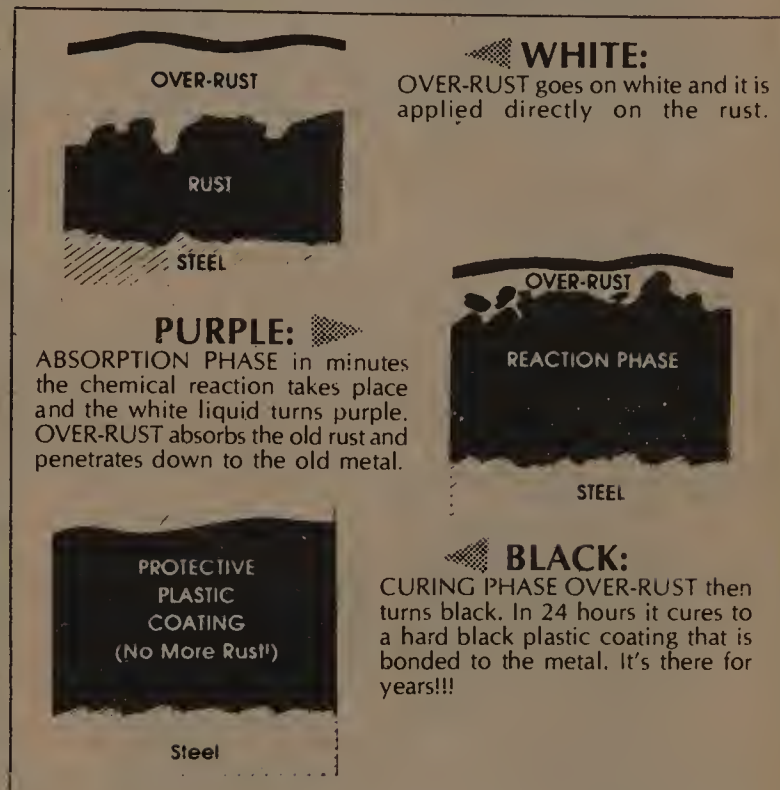 OVER-RUST
RUST
STEEL
WHITE:
OVER-RUST goes on white and it is
applied directly on the rust.
PURPLE:
ABSORPTION PHASE in minutes
the chemical reaction takes place
and the white liquid turns purple.
OVER-RUST absorbs the old rust and
penetrates down to the old metal.
OVER-RUST
REACTION PHASE
STEEL
PROTECTIVE
PLASTIC
COATING
(No More Rust!)
Steel
BLACK:
CURING PHASE OVER-RUST then
turns black. In 24 hours it cures to
a hard black plastic coating that is
bonded to the metal. It's there for
years!!!